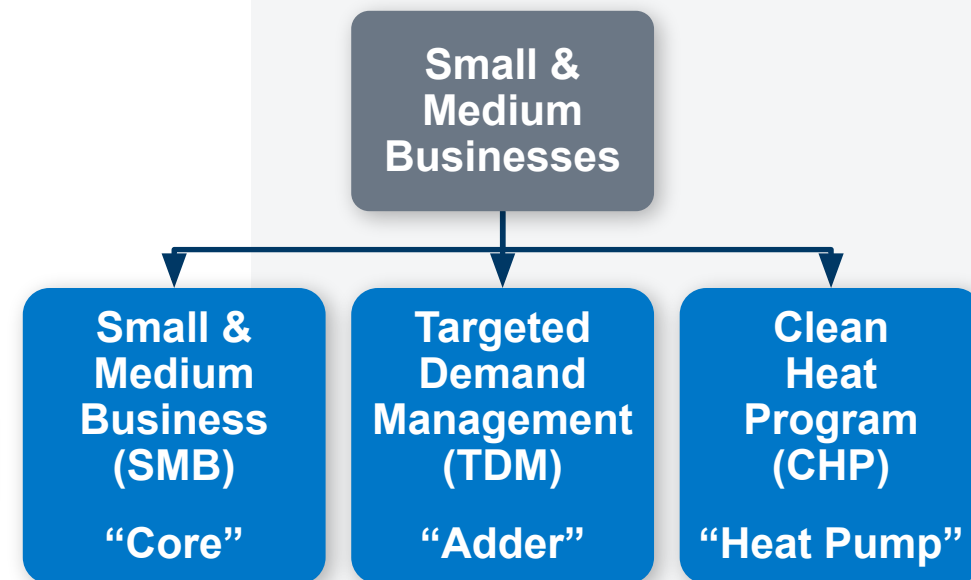 Small &
Medium
Businesses
Small &
Medium
Business
(SMB)
“Core”
Targeted
Demand
Management
(TDM)
“Adder”
Clean
Heat
Program
(CHP)
“Heat Pump”